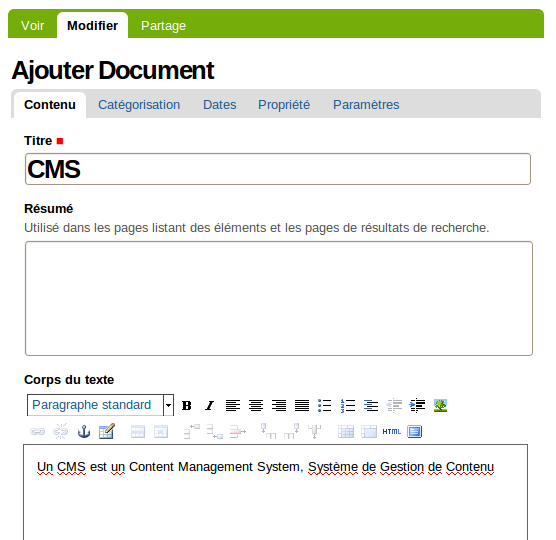 Voir Modifier Partage
Ajouter Document
Contenu Catégorisation Dates Propriété Paramètres
Titre
CMS
Résumé
Utilisé dans les pages listant des éléments et les pages de résultats de recherche.
Corps du texte
Paragraphe standard B I
HTML
Un CMS est un Content Management System, Système de Gestion de Contenu